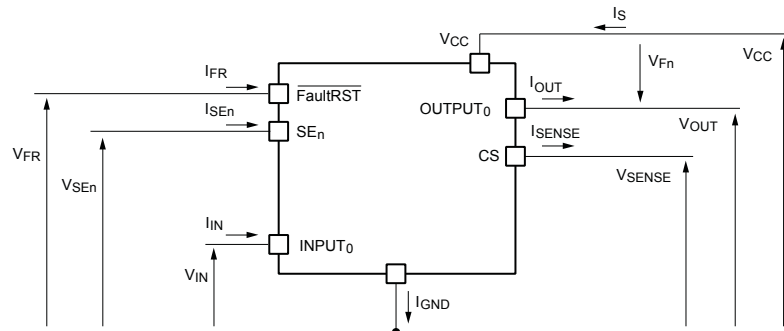 IS
VCC
VCC
VFn
IFR
FaultRST
IOUT
ISEn
OUTPUT0
SEn
ISENSE
VOUT
VFR
CS
VSEn
VSENSE
IIN
INPUT0
VIN
IGND